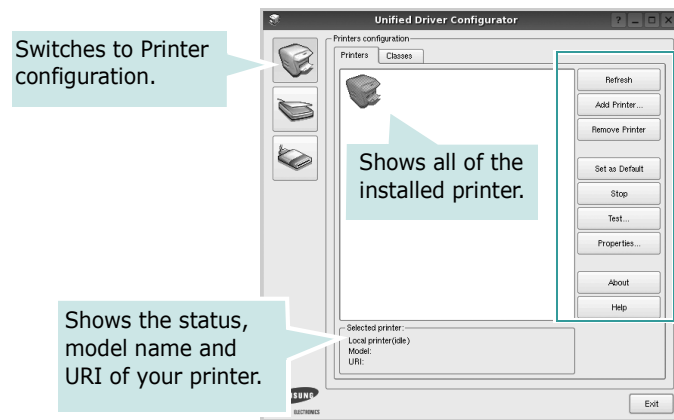 Unified Driver Configurator
Switches to Printer
configuration.
Printers configuration
Printers
Classes
Refresh
Add Printer...
Remove Printer
Set as Default
Stop
Test...
Properties...
About
Help
Shows all of the
installed printer.
Shows the status,
model name and
URI of your printer.
Selected printer:
Local printer(idle)
Model:
URI:
SUNG
ELECTRONICS
Exit